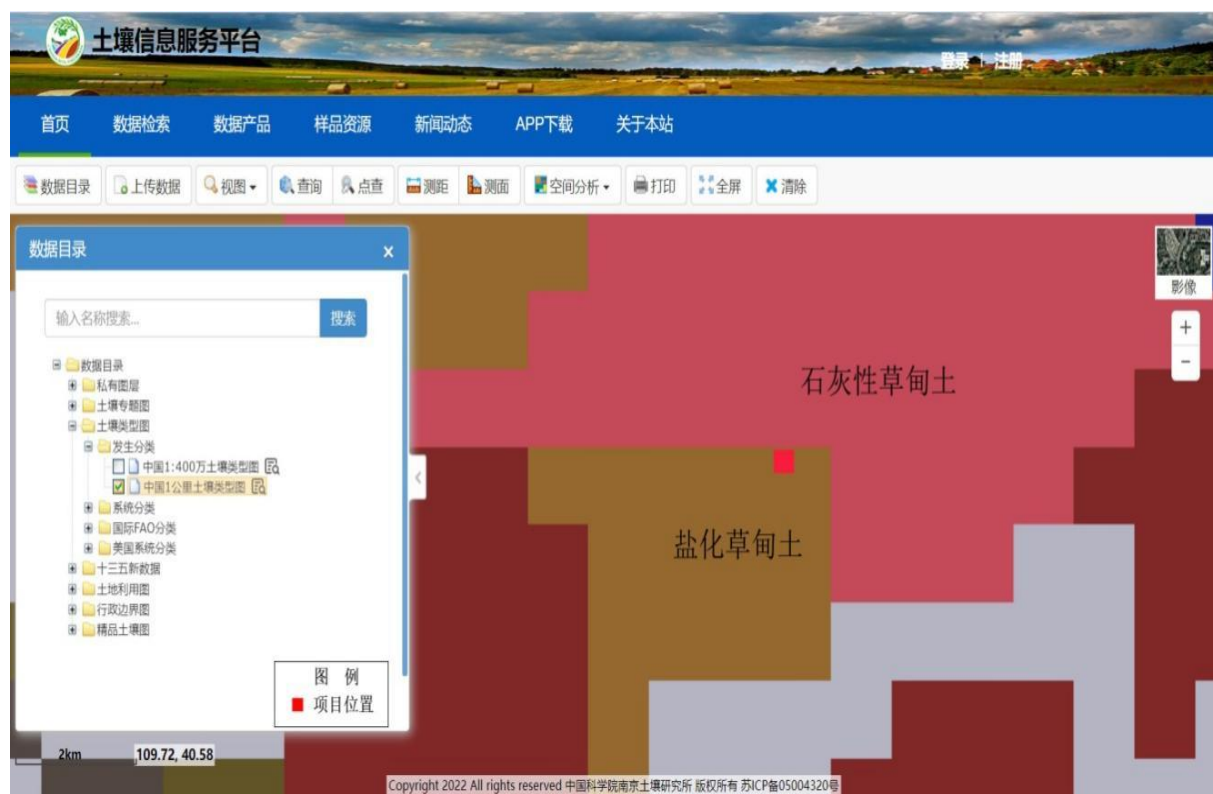 土壤信息服务平台
登录 | 注册
首页 数据检索 数据产品 样品资源 新闻动态 APP下载 关于本站
数据目录 上传数据 视图 查询 点查 测距 测面 空间分析 打印 全屏 清除
数据目录 x
影像
+
−
输入名称搜索... 搜索
数据目录
私有图层
土壤专题图
土壤类型图
发生分类
中国1:400万土壤类型图
中国1公里土壤类型图
系统分类
国际FAO分类
美国系统分类
十三五新数据
土地利用图
行政边界图
精品土壤图
石灰性草甸土
盐化草甸土
图 例
项目位置
2km 109.72, 40.58
Copyright 2022 All rights reserved 中国科学院南京土壤研究所 版权所有 苏ICP备05004320号